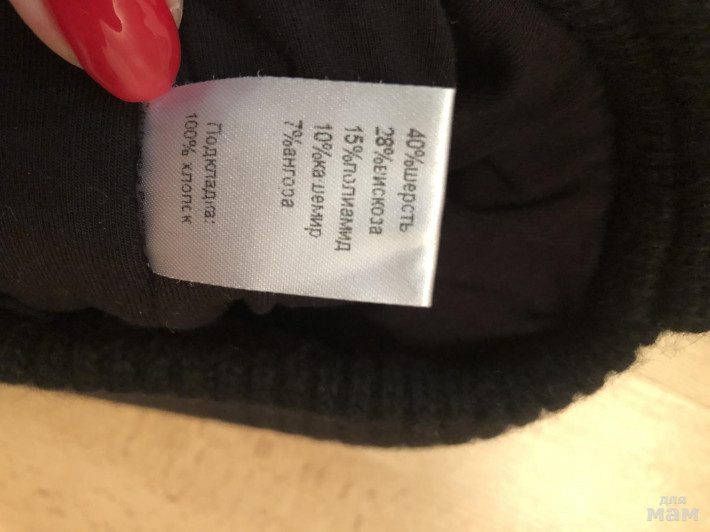 40%шерсть
28%вискоза
15%полиамид
10%кашемир
7%ангора
Подкладка:
100% хлопок
для
мам